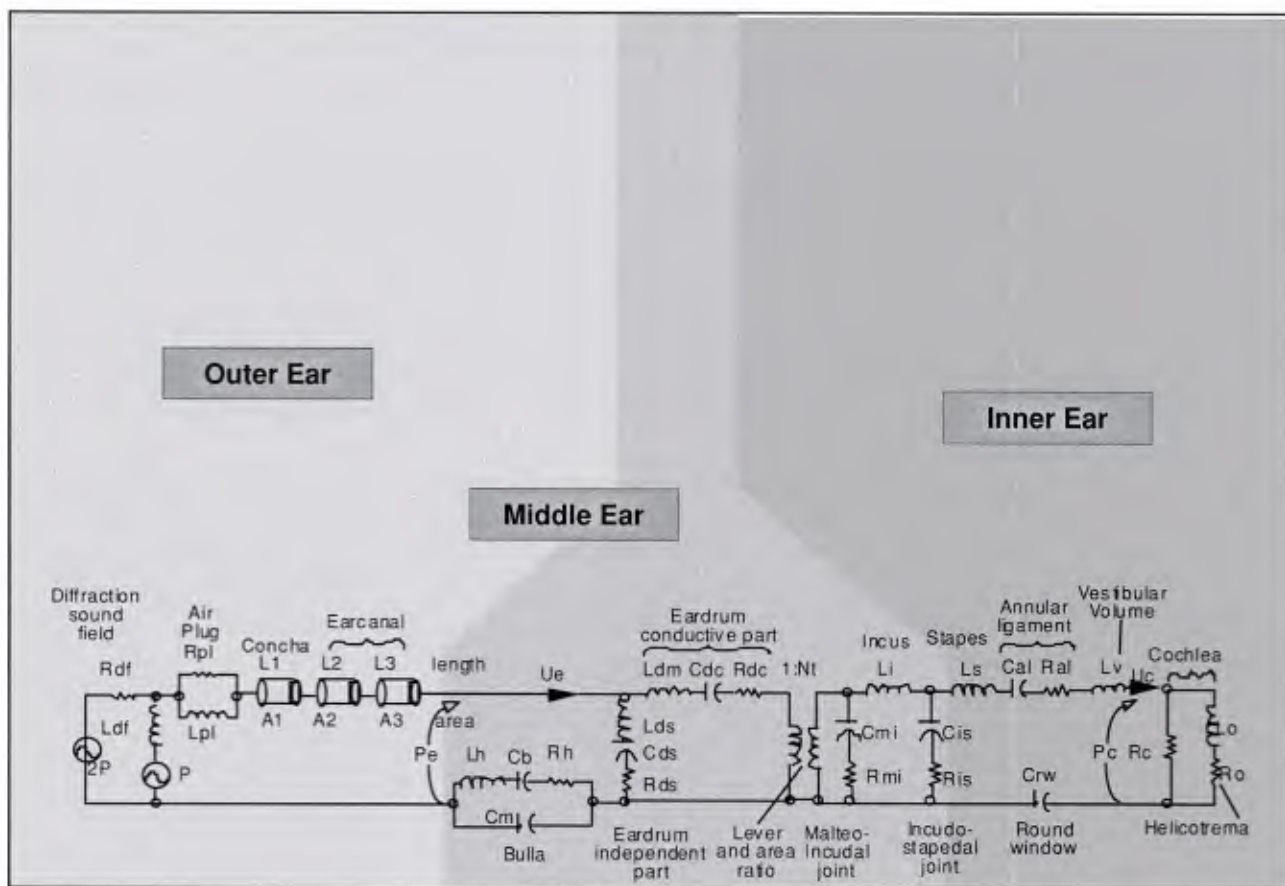 Outer Ear
Inner Ear
Middle Ear
Diffraction
sound
field
Air
Plug
Rpl
Concha
L1
Earcanal
L2
L3
length
Ue
Eardrum
conductive part
Ldm
Cdc
Rdc
1:Nt
Incus
Li
Stapes
Ls
Annular
ligament
Cal
Ral
Vestibular
Volume
Lv
Uc
Cochlea
Rdf
Ldf
Lpl
A1
A2
A3
area
2P
P
Pe
Lh
Cb
Rh
Cm
Bulla
Lds
Cds
Rds
Eardrum
independent
part
Lever
and area
ratio
Cmi
Rmi
Malteo-
Incudal
joint
Cis
Ris
Incudo-
stapedal
joint
Crw
Round
window
Pc
Rc
Lo
Ro
Helicotrema